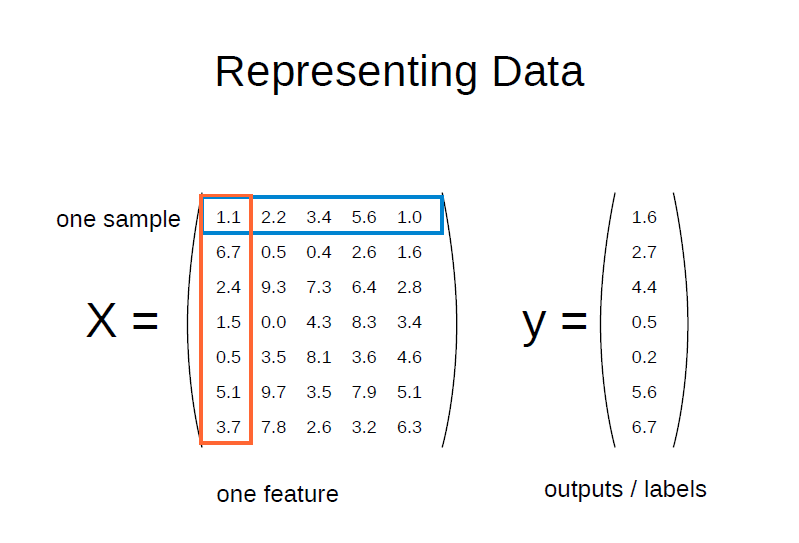 Representing Data
one sample
1.1 2.2 3.4 5.6 1.0
6.7 0.5 0.4 2.6 1.6
2.4 9.3 7.3 6.4 2.8
1.5 0.0 4.3 8.3 3.4
0.5 3.5 8.1 3.6 4.6
5.1 9.7 3.5 7.9 5.1
3.7 7.8 2.6 3.2 6.3
X =
one feature
y =
1.6
2.7
4.4
0.5
0.2
5.6
6.7
outputs / labels